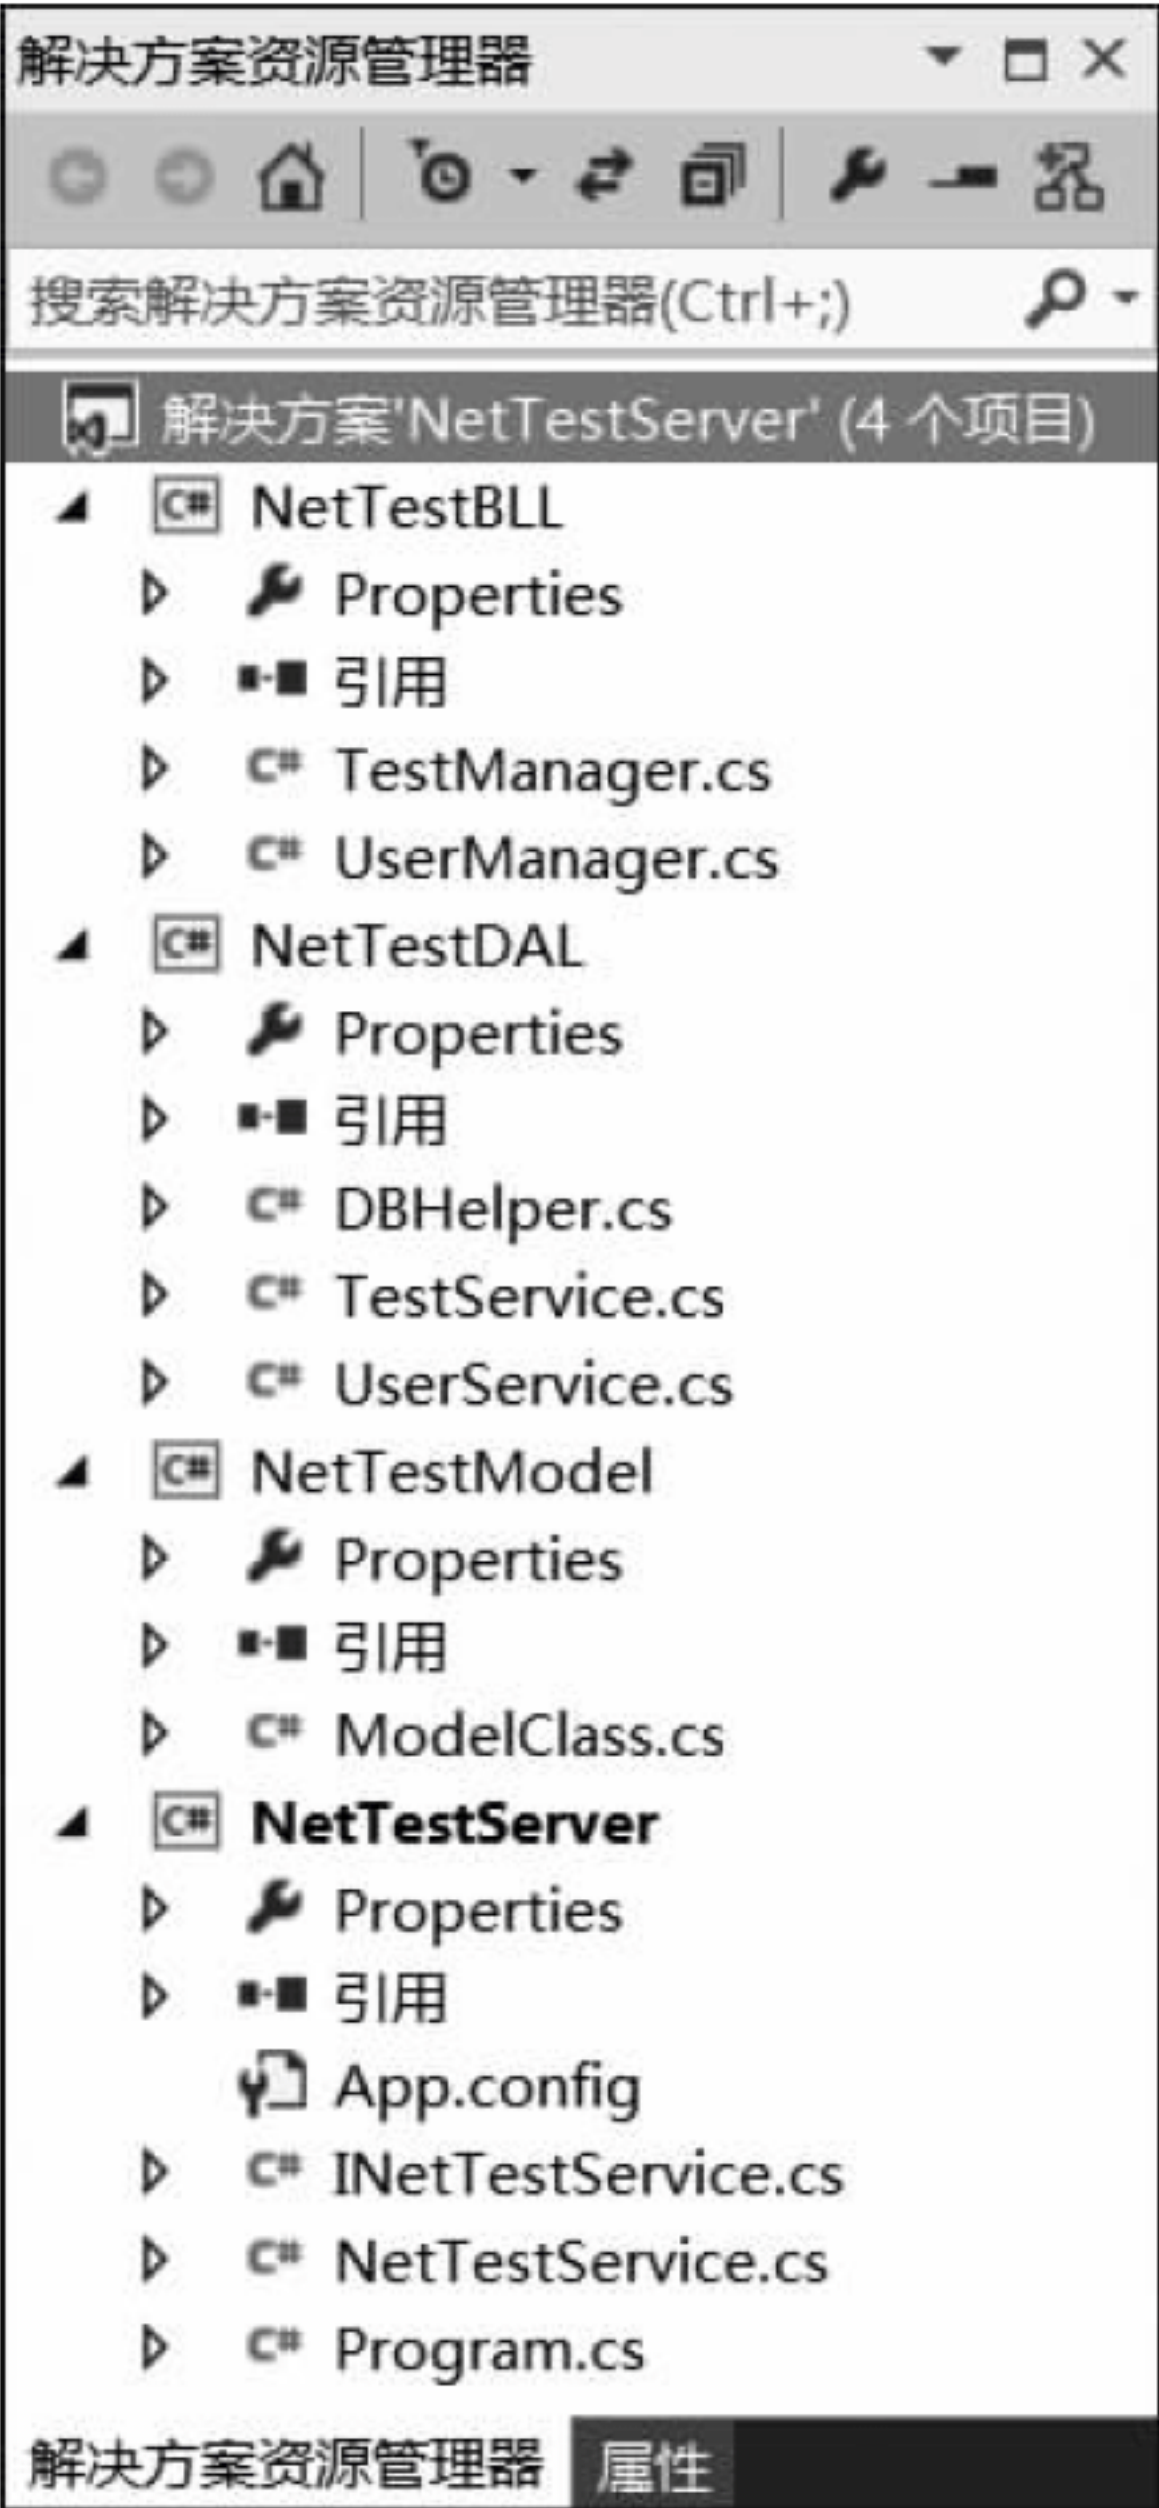 解决方案资源管理器
搜索解决方案资源管理器(Ctrl+;)
解决方案'NetTestServer' (4 个项目)
C# NetTestBLL
Properties
引用
C# TestManager.cs
C# UserManager.cs
C# NetTestDAL
Properties
引用
C# DBHelper.cs
C# TestService.cs
C# UserService.cs
C# NetTestModel
Properties
引用
C# ModelClass.cs
C# NetTestServer
Properties
引用
App.config
C# INetTestService.cs
C# NetTestService.cs
C# Program.cs
解决方案资源管理器 属性